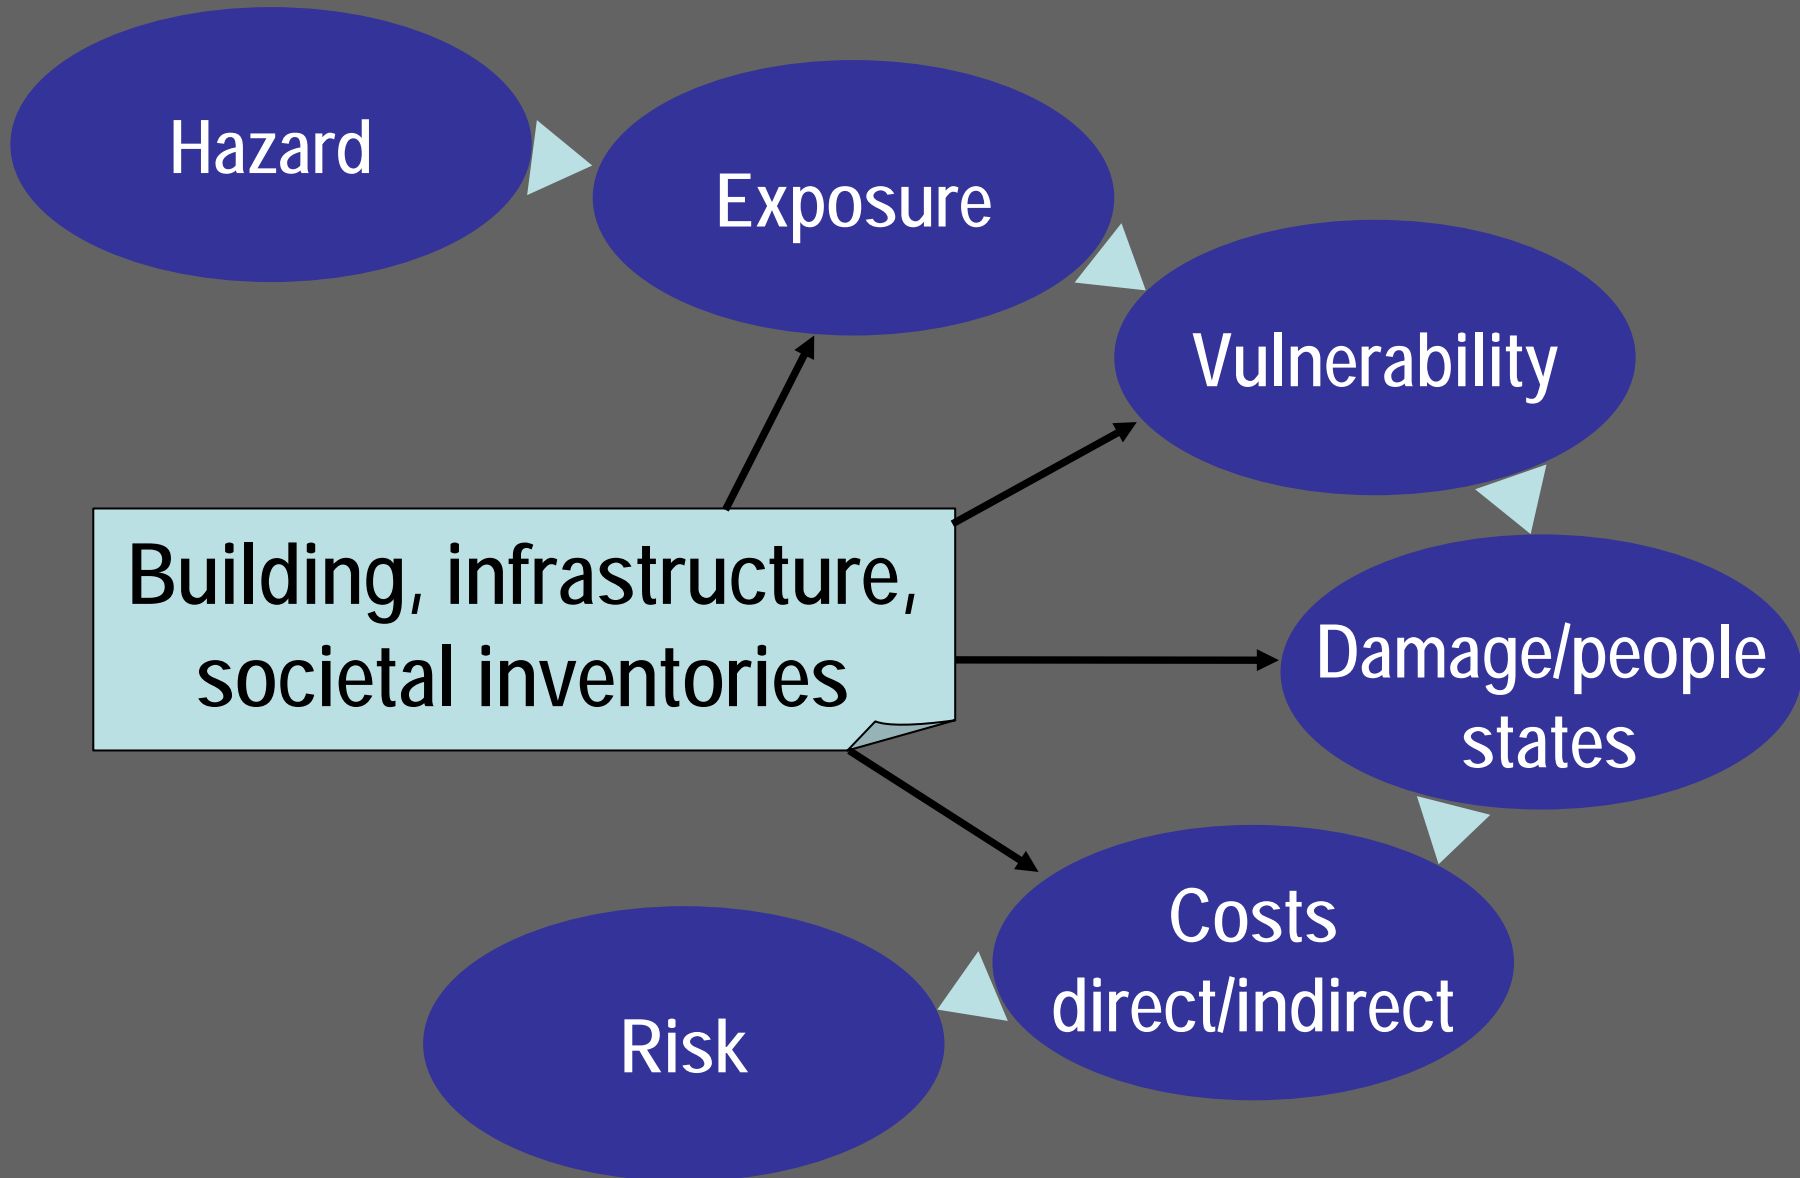 Hazard
Exposure
Vulnerability
Building, infrastructure,
societal inventories
Damage/people
states
Costs
direct/indirect
Risk